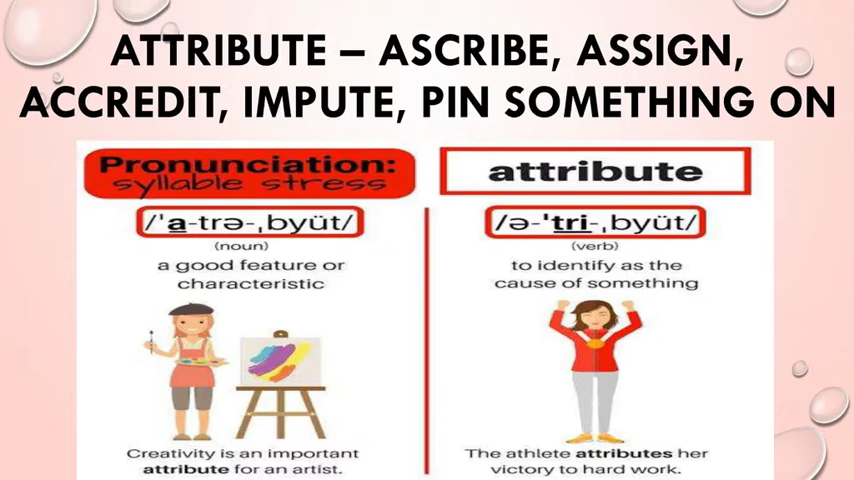 ATTRIBUTE – ASCRIBE, ASSIGN,
ACCREDIT, IMPUTE, PIN SOMETHING ON
Pronunciation:
syllable stress
attribute
/ˈa-trə-ˌbyüt/
(noun)
a good feature or
characteristic
Creativity is an important
attribute for an artist.
/ə-ˈtri-ˌbyüt/
(verb)
to identify as the
cause of something
The athlete attributes her
victory to hard work.